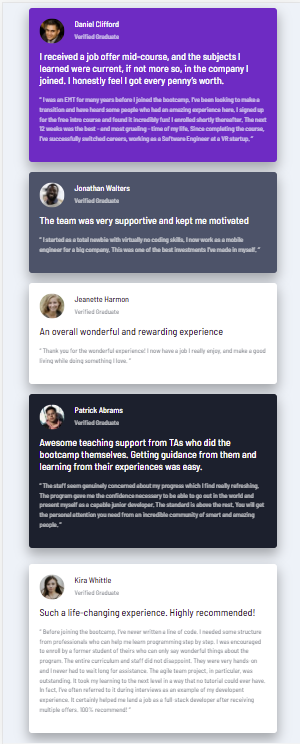 Daniel Clifford
Verified Graduate
I received a job offer mid-course, and the subjects I
learned were current, if not more so, in the company I
joined. I honestly feel I got every penny's worth.
" I was an EMT for many years before I joined the bootcamp. I've been looking to make a
transition and have heard some people who had an amazing experience here. I signed up
for the free intro course and found it incredibly fun! I enrolled shortly thereafter. The next
12 weeks was the best - and most grueling - time of my life. Since completing the course,
I've successfully switched careers, working as a Software Engineer at a VR startup. "
Jonathan Walters
Verified Graduate
The team was very supportive and kept me motivated
" I started as a total newbie with virtually no coding skills. I now work as a mobile
engineer for a big company. This was one of the best investments I've made in myself. "
Jeanette Harmon
Verified Graduate
An overall wonderful and rewarding experience
" Thank you for the wonderful experience! I now have a job I really enjoy, and make a good
living while doing something I love. "
Patrick Abrams
Verified Graduate
Awesome teaching support from TAs who did the
bootcamp themselves. Getting guidance from them and
learning from their experiences was easy.
" The staff seem genuinely concerned about my progress which I find really refreshing.
The program gave me the confidence necessary to be able to go out in the world and
present myself as a capable junior developer. The standard is above the rest. You will get
the personal attention you need from an incredible community of smart and amazing
people. "
Kira Whittle
Verified Graduate
Such a life-changing experience. Highly recommended!
" Before joining the bootcamp, I've never written a line of code. I needed some structure
from professionals who can help me learn programming step by step. I was encouraged
to enroll by a former student of theirs who can only say wonderful things about the
program. The entire curriculum and staff did not disappoint. They were very hands-on
and I never had to wait long for assistance. The agile team project, in particular, was
outstanding. It took my learning to the next level in a way that no tutorial could ever have.
In fact, I've often referred to it during interviews as an example of my developent
experience. It certainly helped me land a job as a full-stack developer after receiving
multiple offers. 100% recommend! "